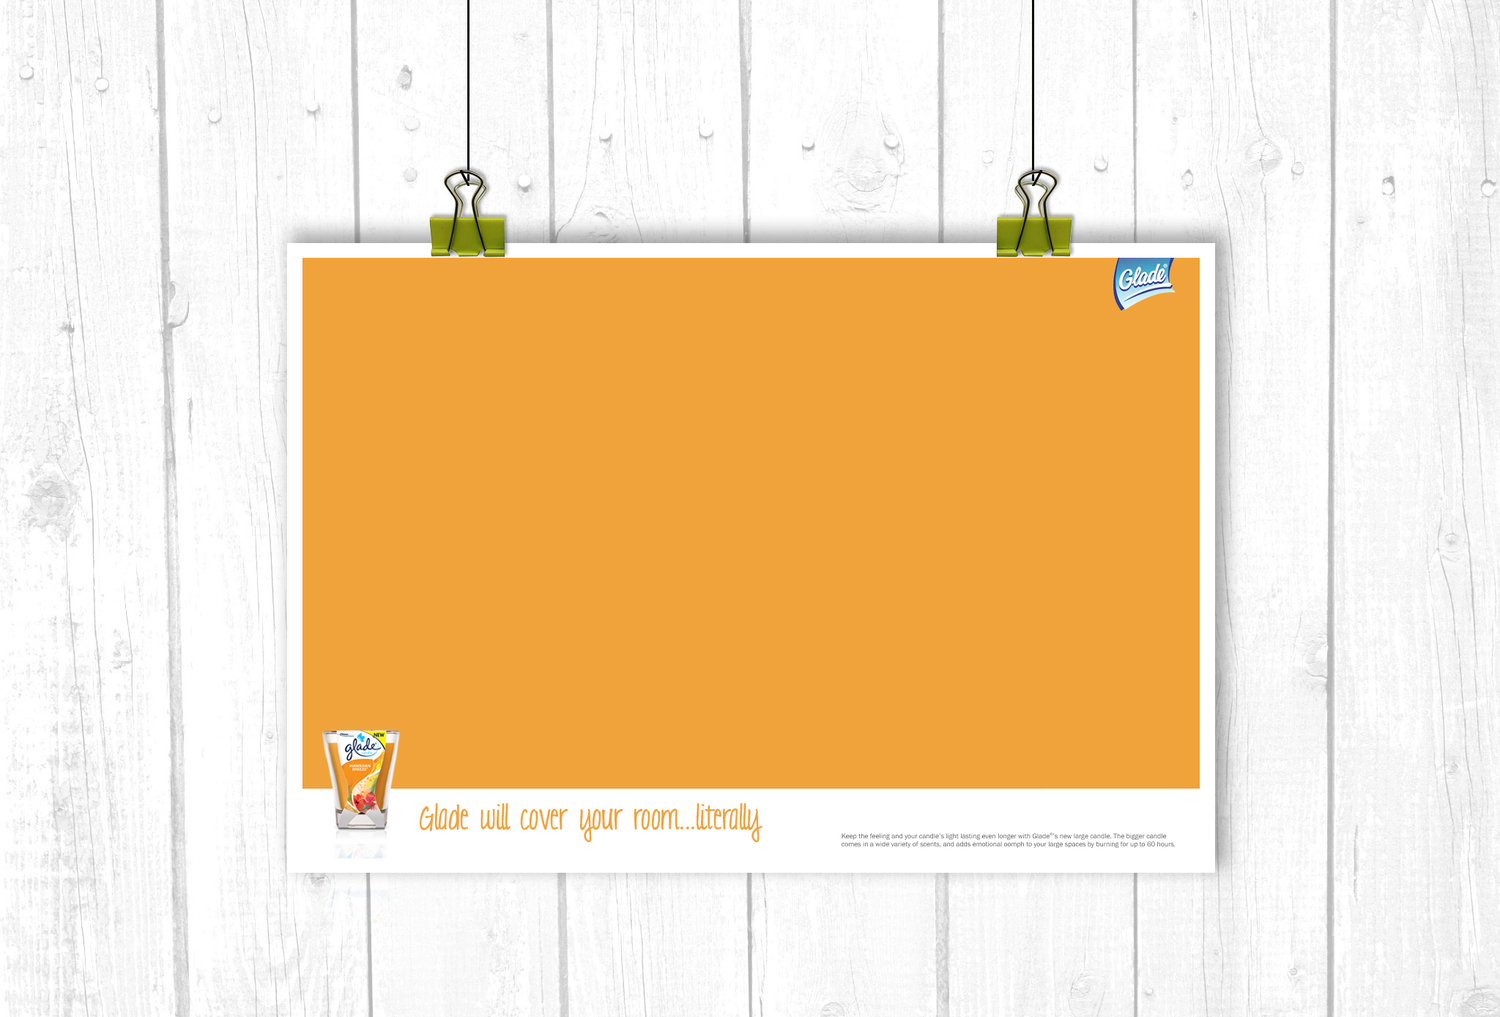 Glade®
NEW
glade
HAWAIIAN
BREEZE
Glade will cover your room...literally
Keep the feeling and your candle's light lasting even longer with Glade®'s new large candle. The bigger candle
comes in a wide variety of scents, and adds emotional oomph to your large spaces by burning for up to 60 hours.